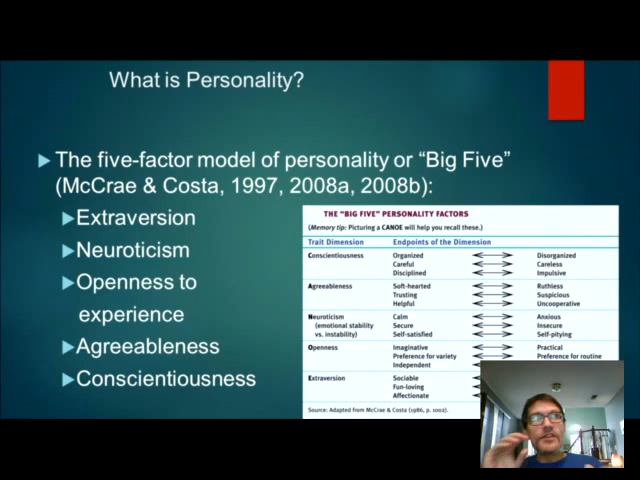 What is Personality?
The five-factor model of personality or “Big Five”
(McCrae & Costa, 1997, 2008a, 2008b):
Extraversion
Neuroticism
Openness to
experience
Agreeableness
Conscientiousness
THE “BIG FIVE” PERSONALITY FACTORS
(Memory tip: Picturing a CANOE will help you recall these.)
Trait Dimension Endpoints of the Dimension
Conscientiousness Organized Disorganized
Careful Careless
Disciplined Impulsive
Agreeableness Soft-hearted Ruthless
Trusting Suspicious
Helpful Uncooperative
Neuroticism Calm Anxious
(emotional stability Secure Insecure
vs. instability) Self-satisfied Self-pitying
Openness Imaginative Practical
Preference for variety Preference for routine
Independent
Extraversion Sociable
Fun-loving
Affectionate
Source: Adapted from McCrae & Costa (1986, p. 1002).